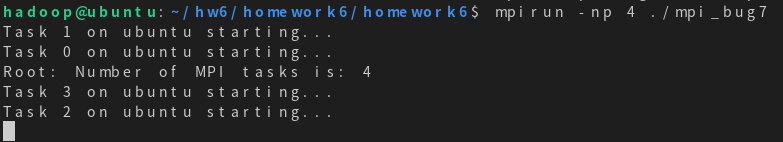 hadoop@ubuntu:~/hw6/homework6/homework6$ mpirun -np 4 ./mpi_bug7
Task 1 on ubuntu starting...
Task 0 on ubuntu starting...
Root: Number of MPI tasks is: 4
Task 3 on ubuntu starting...
Task 2 on ubuntu starting...